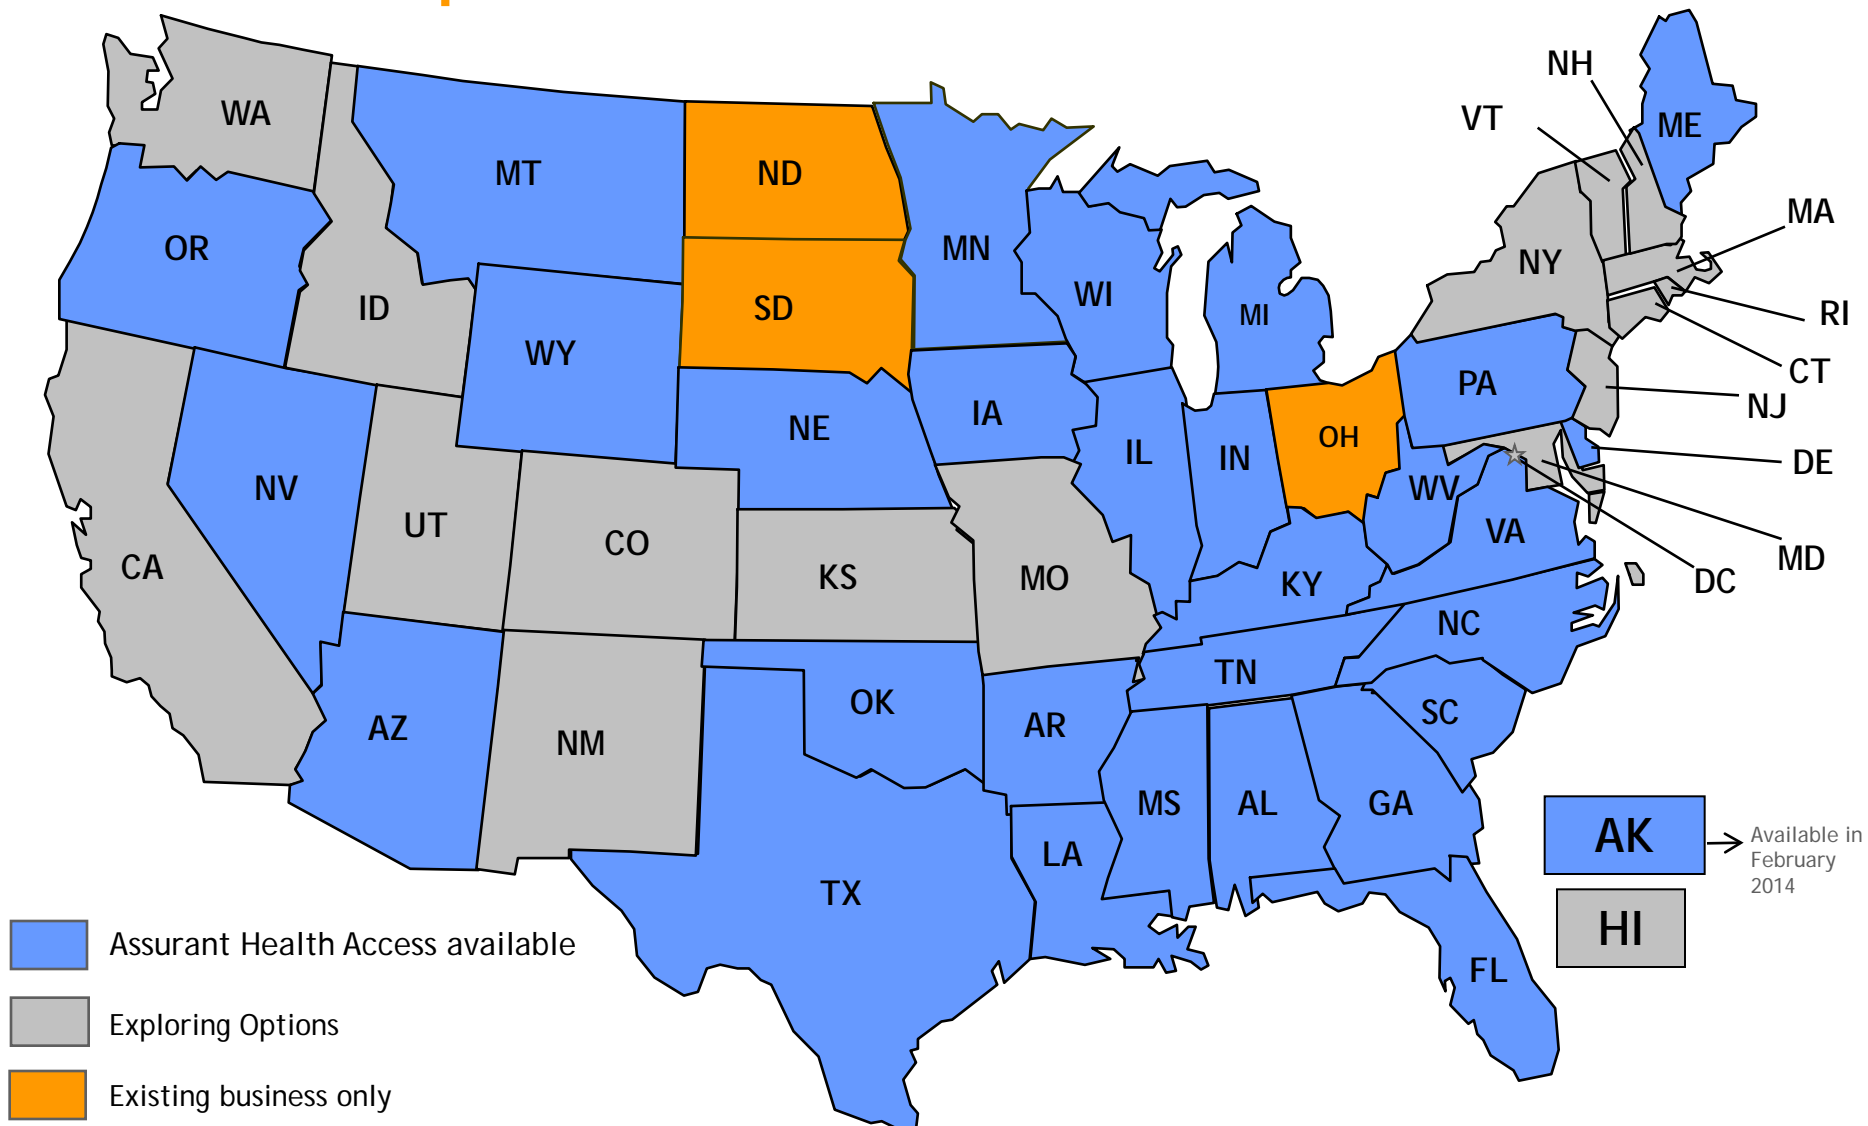 NH
WA
VT
ME
MT
ND
MA
OR
MN
NY
ID
SD
WI
MI
RI
WY
PA
CT
NJ
NE
IA
OH
IL
IN
DE
NV
WV
UT
CO
VA
CA
KS
MO
KY
MD
DC
NC
TN
OK
SC
AZ
NM
AR
MS
AL
GA
AK
Available in
February
2014
LA
TX
HI
FL
Assurant Health Access available
Exploring Options
Existing business only